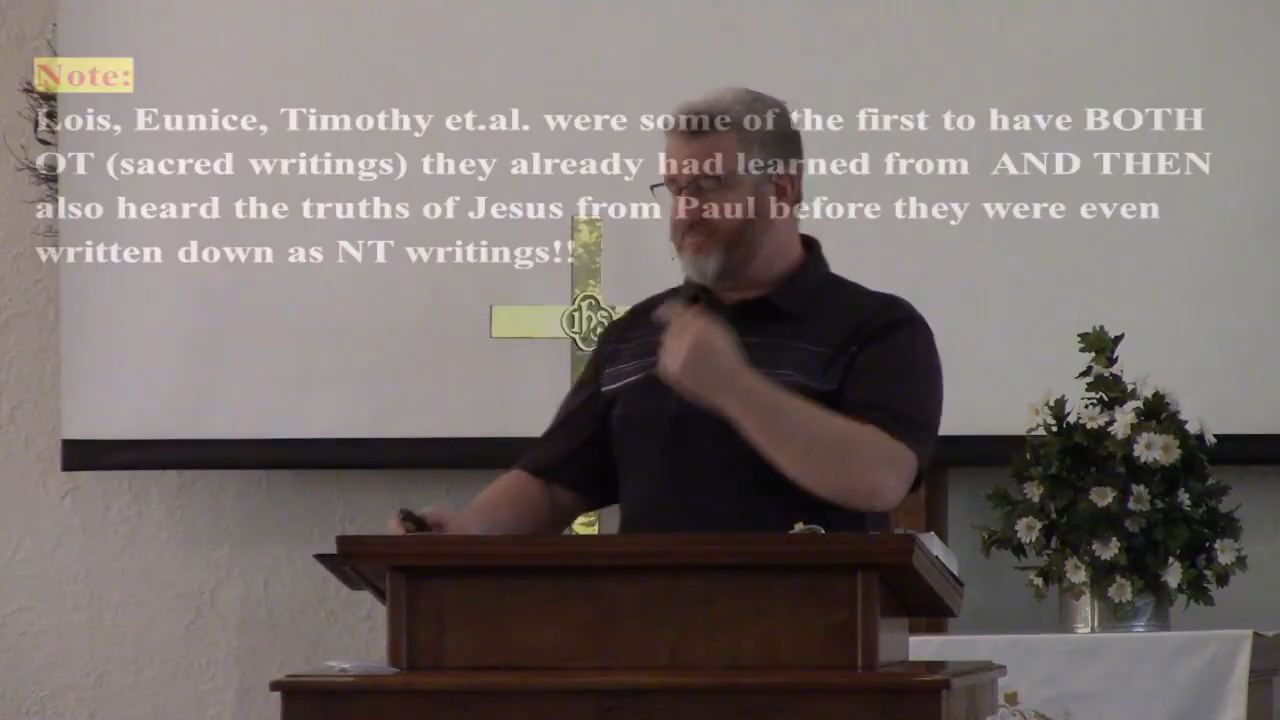 Note:
Lois, Eunice, Timothy et.al. were some of the first to have BOTH
OT (sacred writings) they already had learned from AND THEN
also heard the truths of Jesus from Paul before they were even
written down as NT writings!!
ihs